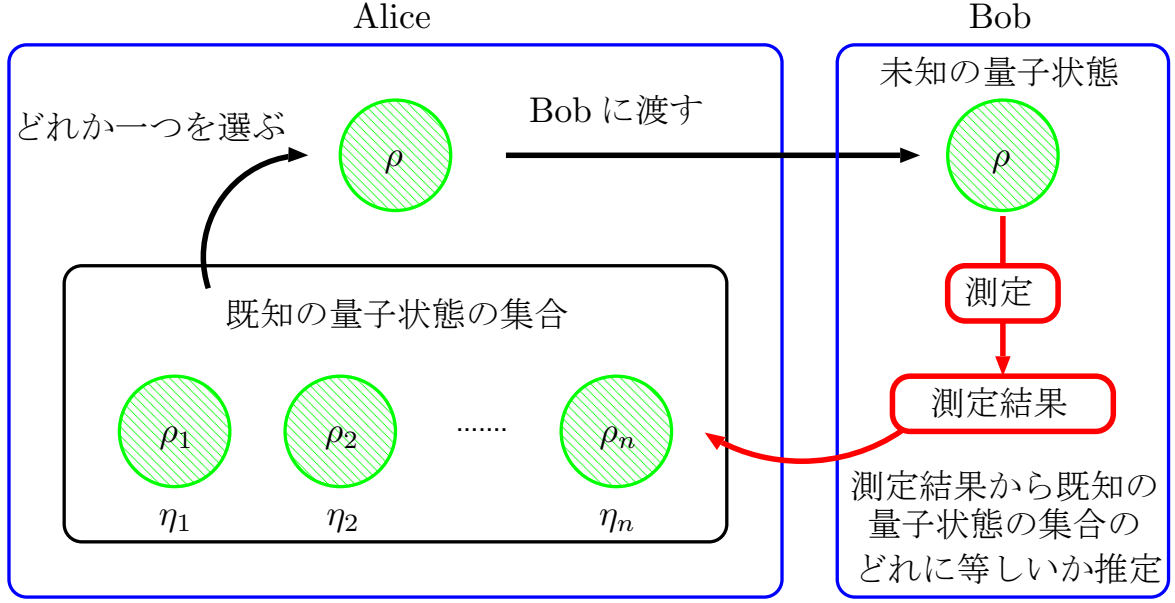 Alice
どれか一つを選ぶ
ρ
Bob に渡す
既知の量子状態の集合
ρ₁
ρ₂
.......
ρₙ
η₁
η₂
ηₙ
Bob
未知の量子状態
ρ
測定
測定結果
測定結果から既知の
量子状態の集合の
どれに等しいか推定